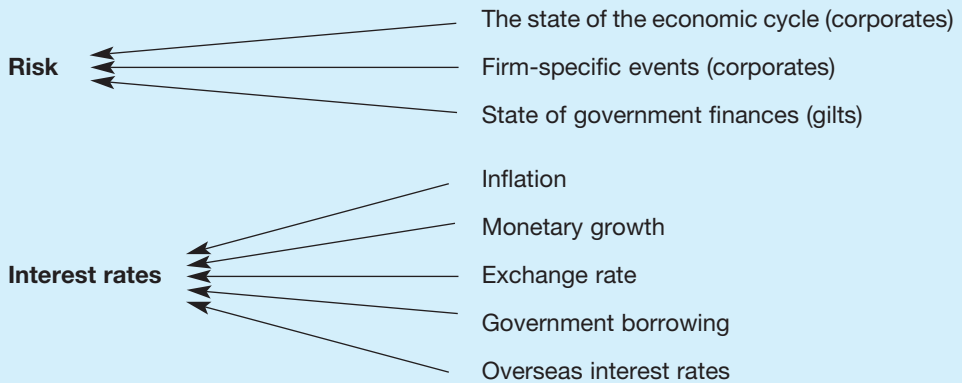 The state of the economic cycle (corporates)
Risk
Firm-specific events (corporates)
State of government finances (gilts)
Inflation
Monetary growth
Interest rates
Exchange rate
Government borrowing
Overseas interest rates